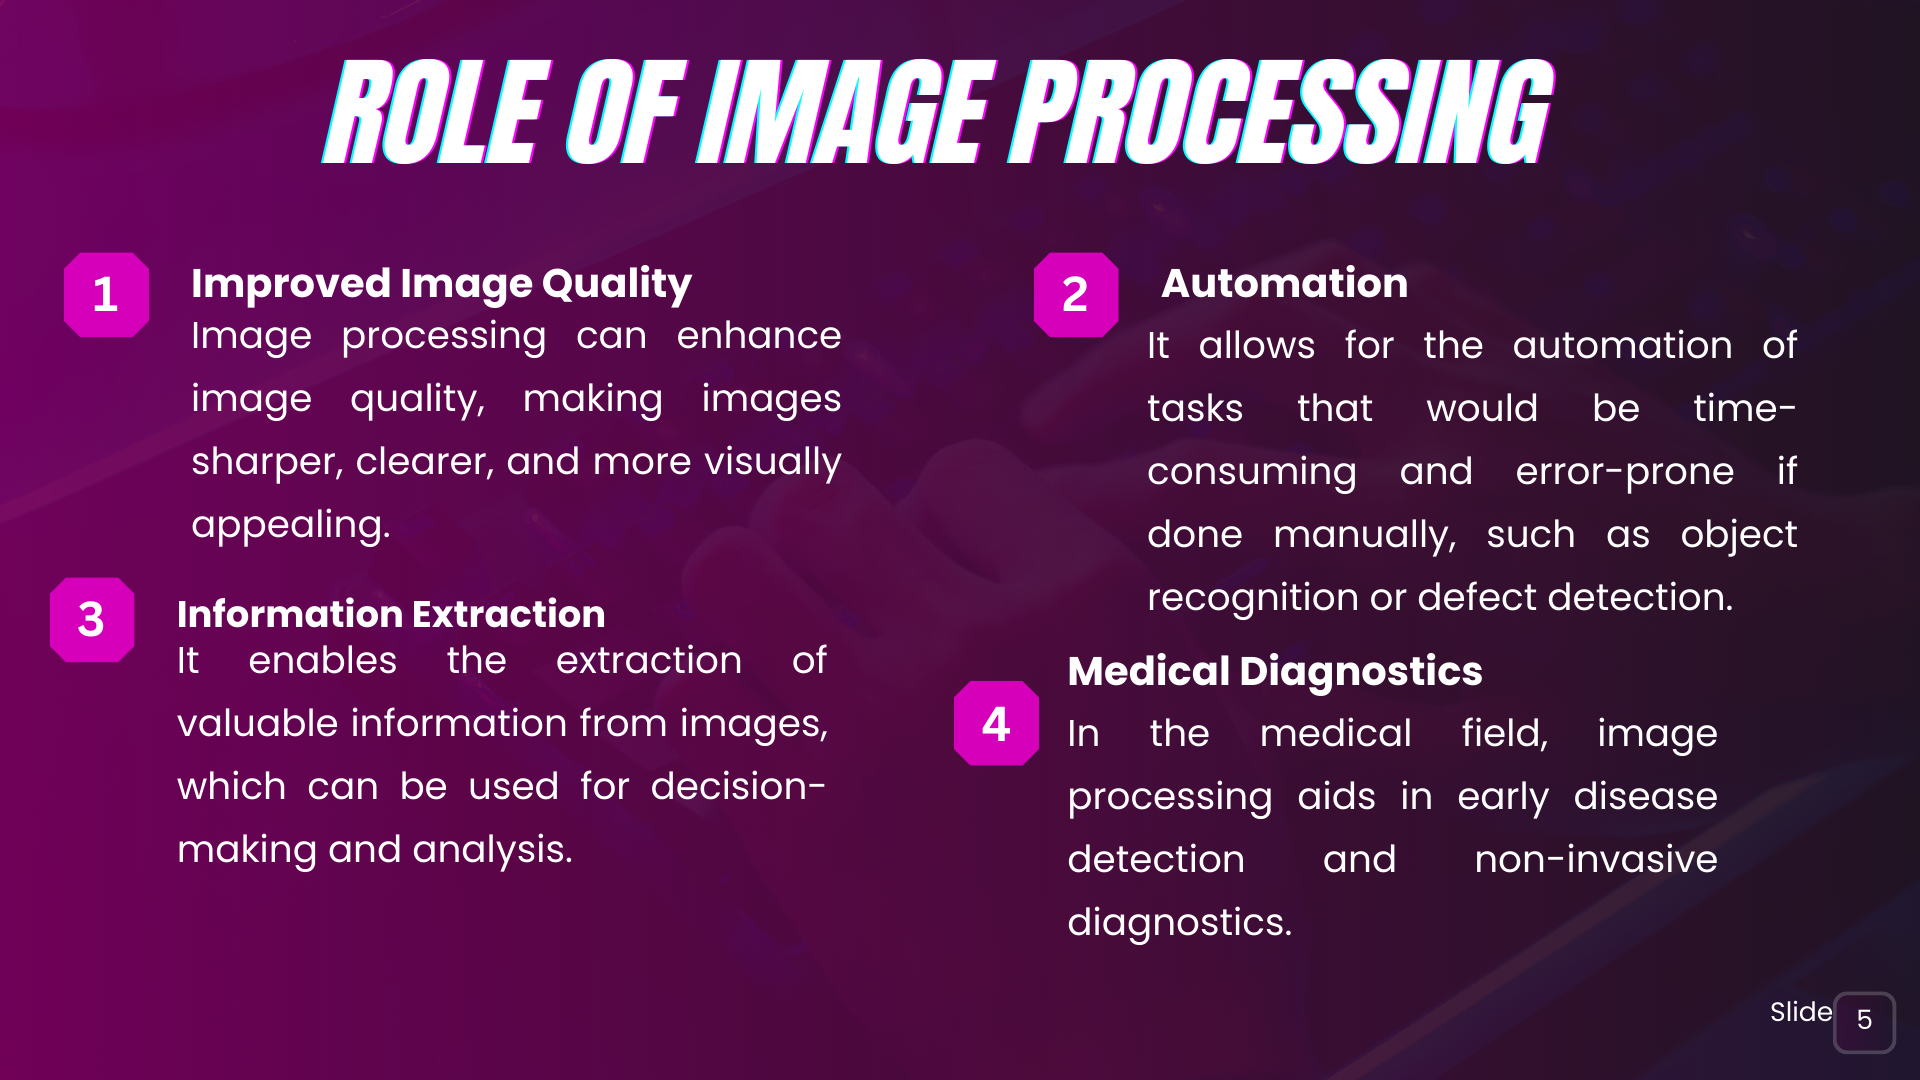 ROLE OF IMAGE PROCESSING
1
Improved Image Quality
Image processing can enhance
image quality, making images
sharper, clearer, and more visually
appealing.
2
Automation
It allows for the automation of
tasks that would be time-
consuming and error-prone if
done manually, such as object
recognition or defect detection.
3
Information Extraction
It enables the extraction of
valuable information from images,
which can be used for decision-
making and analysis.
4
Medical Diagnostics
In the medical field, image
processing aids in early disease
detection and non-invasive
diagnostics.
Slide 5